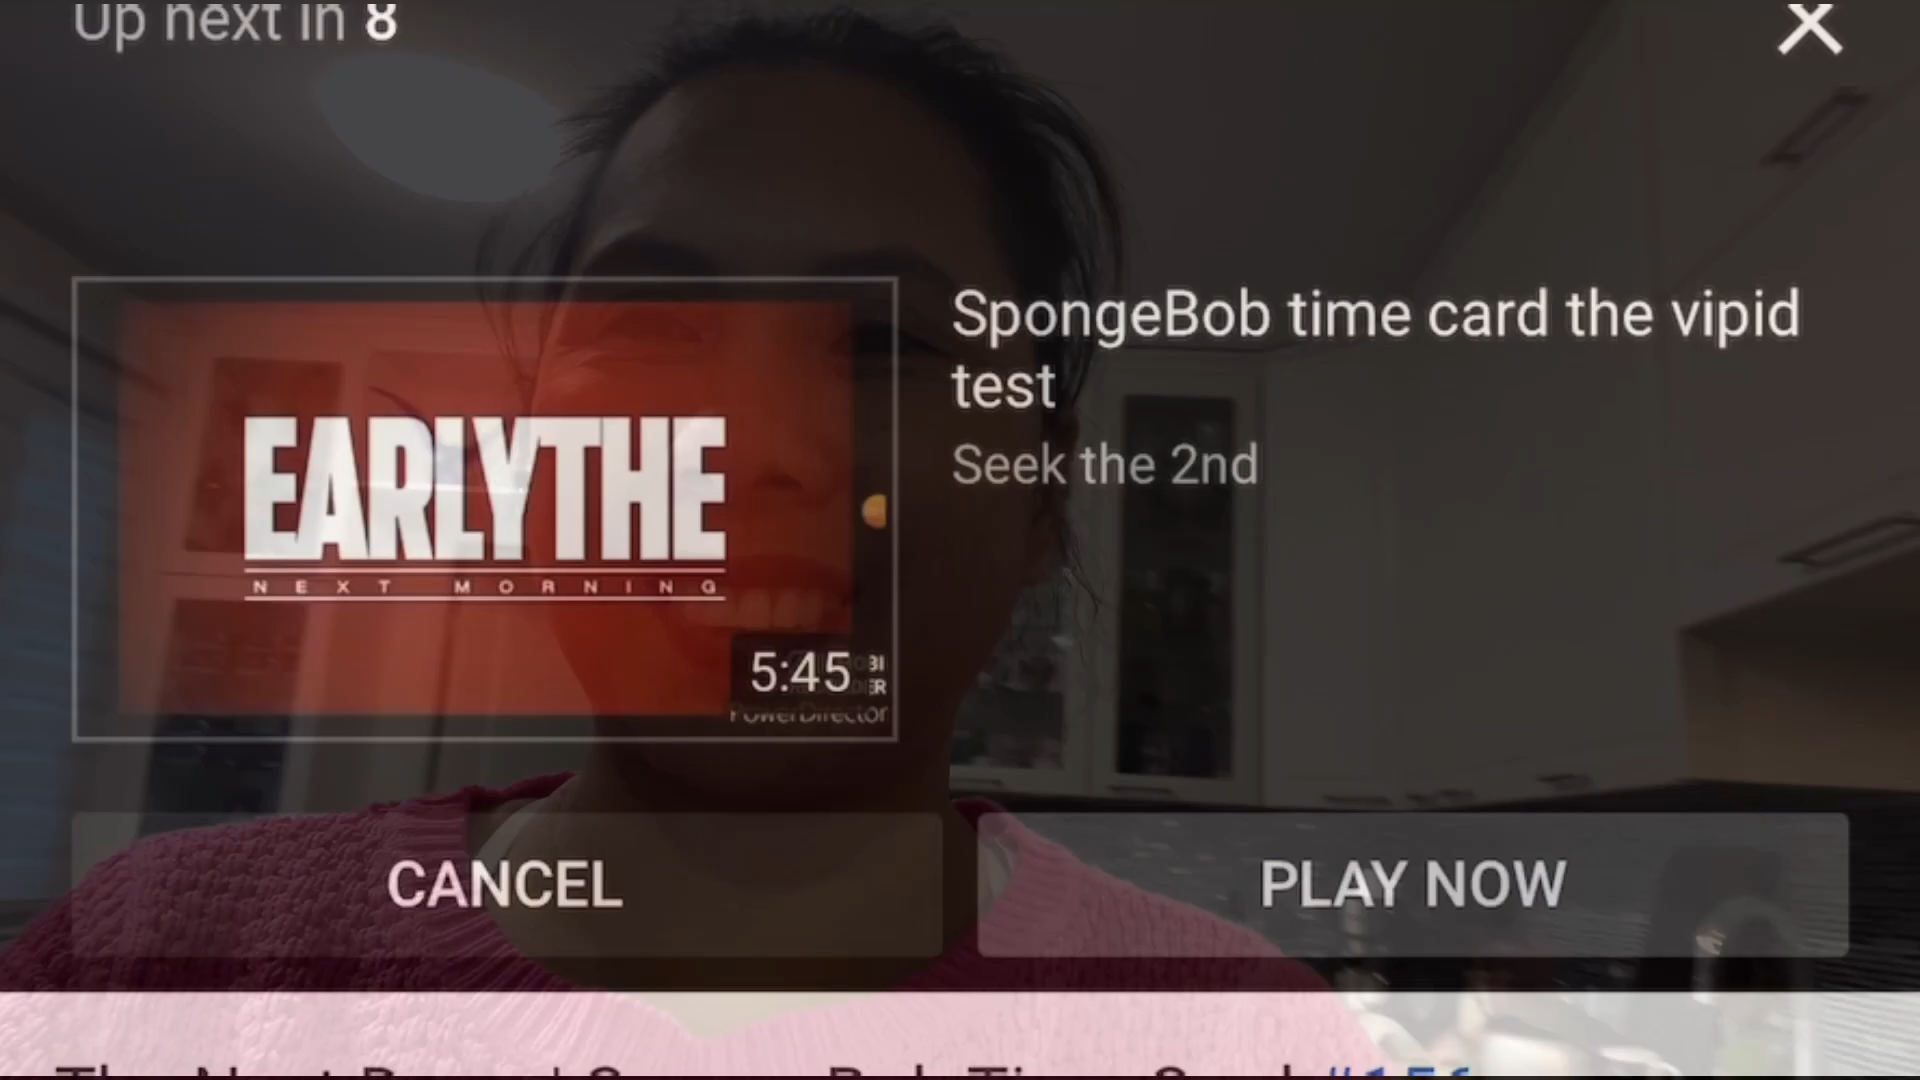 Up next in 8
SpongeBob time card the vipid
test
Seek the 2nd
EARLYTHE
NEXT MORNING
5:45
PowerDirector
CANCEL
PLAY NOW